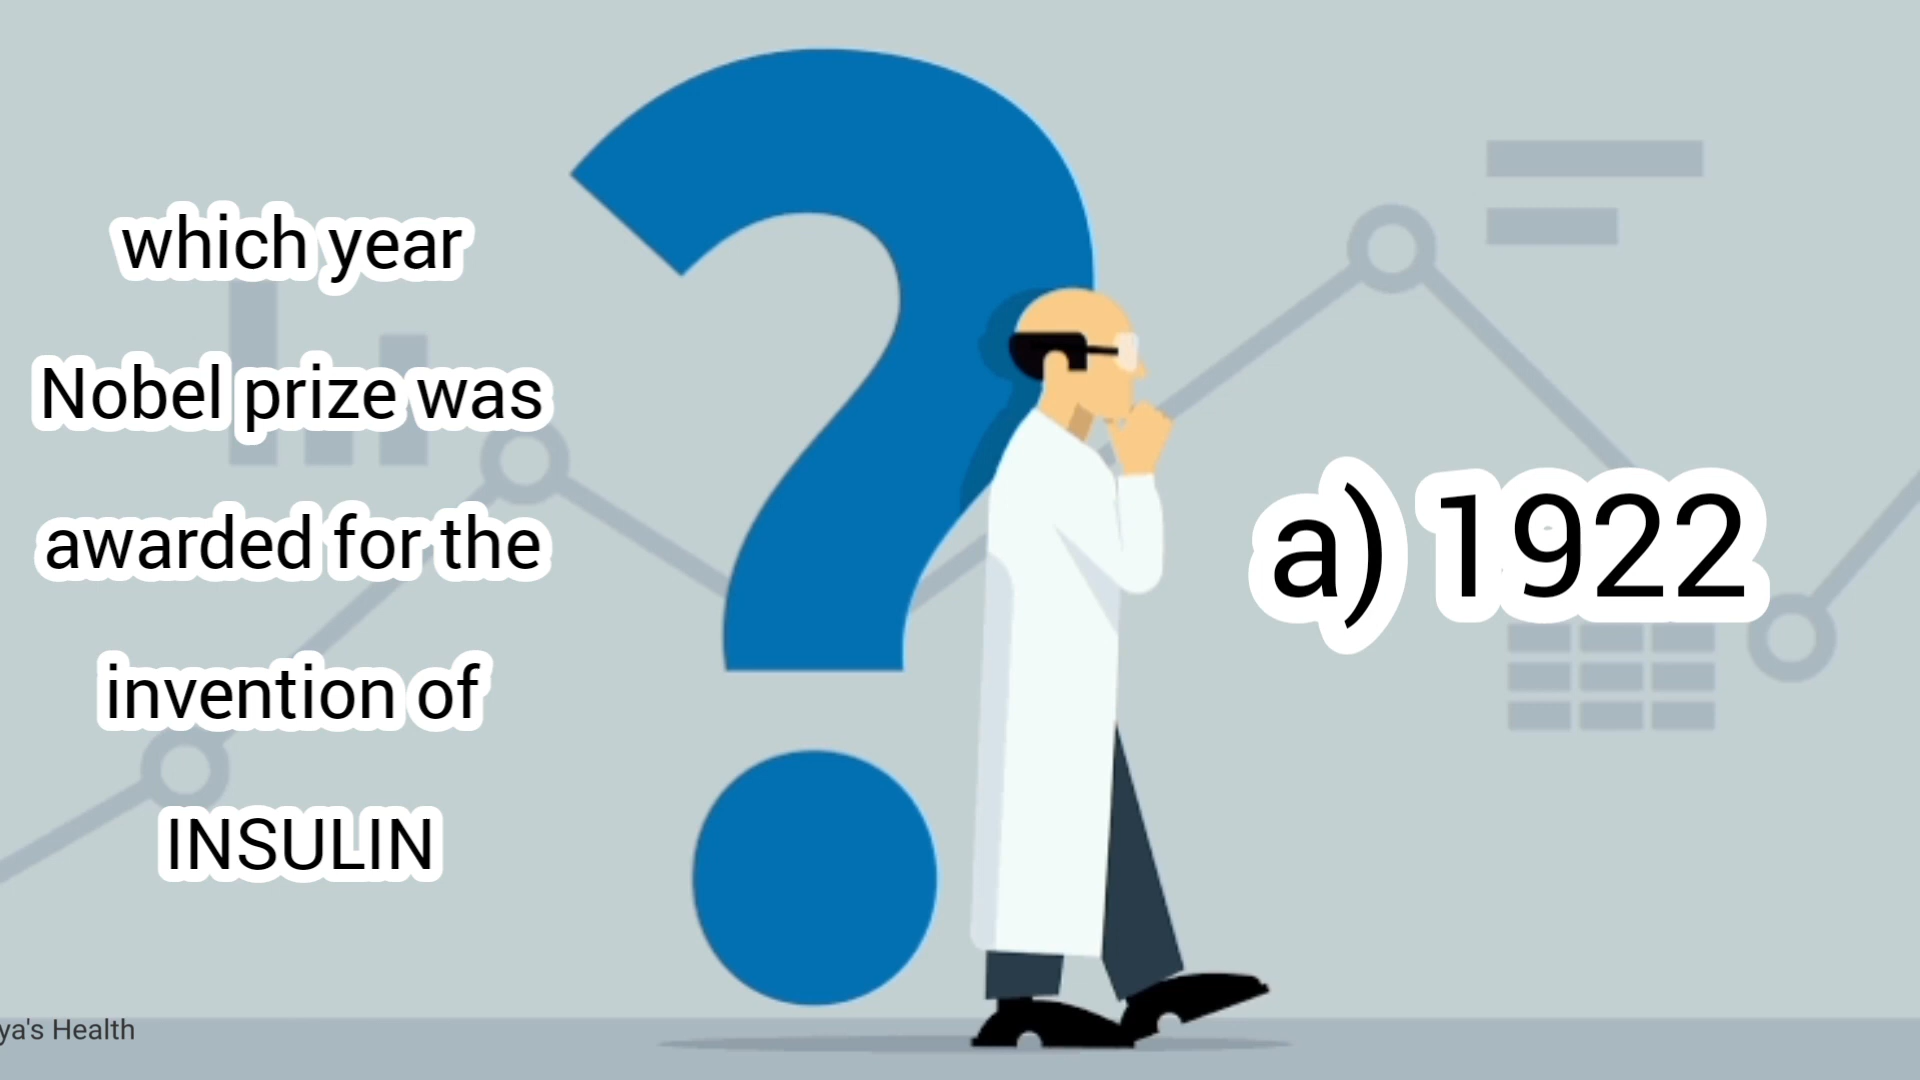 which year
Nobel prize was
awarded for the
invention of
INSULIN
a) 1922
ya's Health